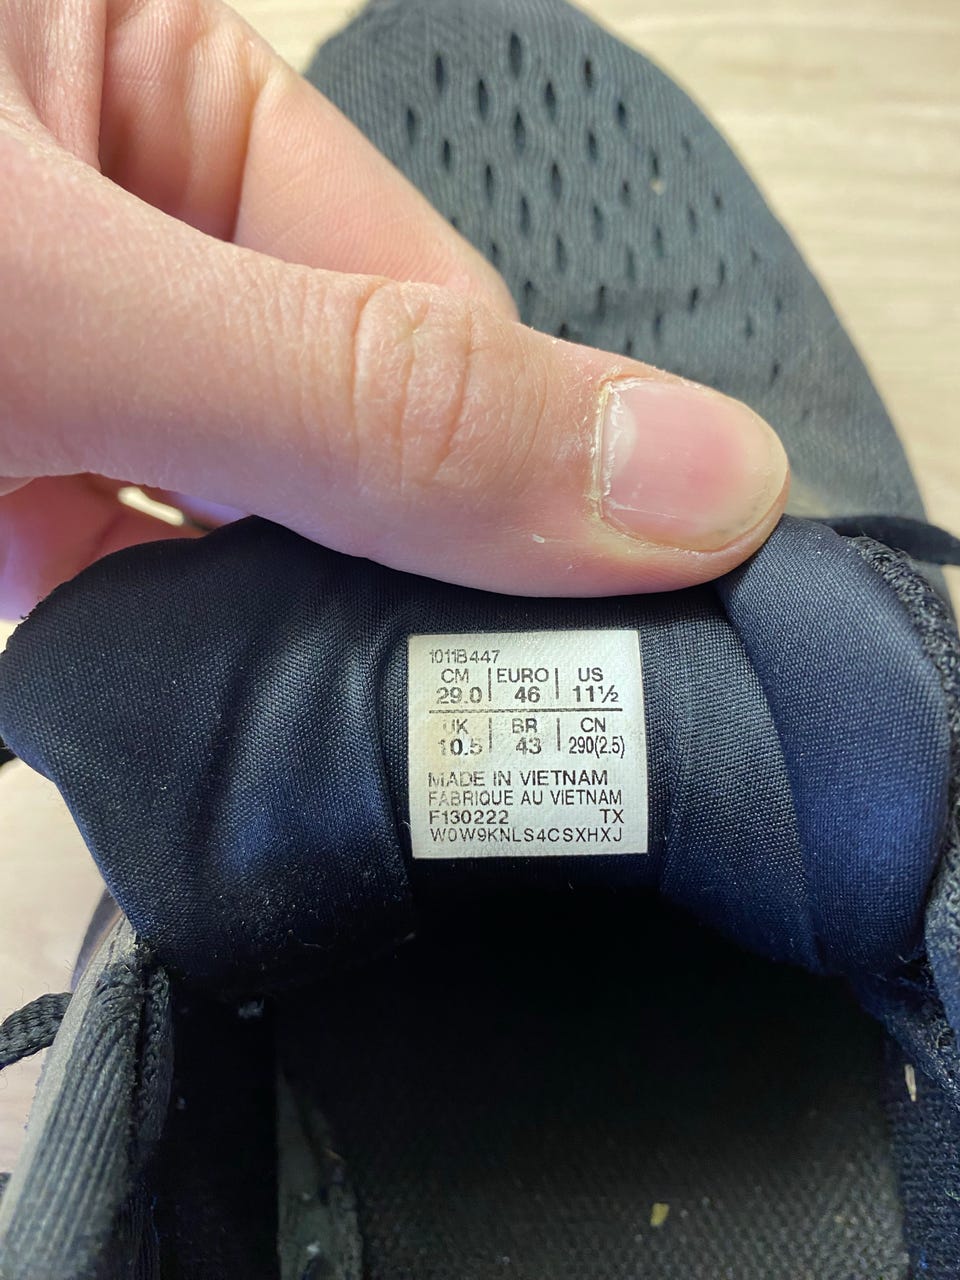 1011B447
CM EURO US
29.0 46 11½
UK BR CN
10.5 43 290(2.5)
MADE IN VIETNAM
FABRIQUE AU VIETNAM
F130222 TX
W0W9KNLS4CSXHXJ